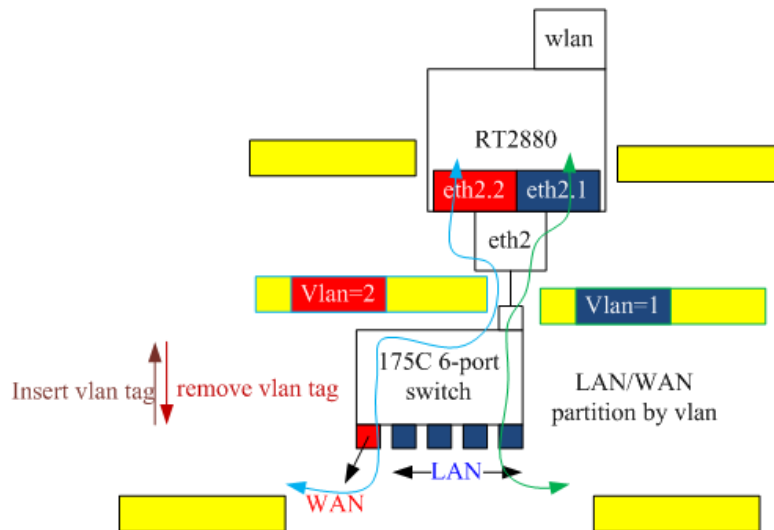 wlan
RT2880
eth2.2
eth2.1
eth2
Vlan=2
Vlan=1
175C 6-port
switch
Insert vlan tag
remove vlan tag
LAN/WAN
partition by vlan
LAN
WAN